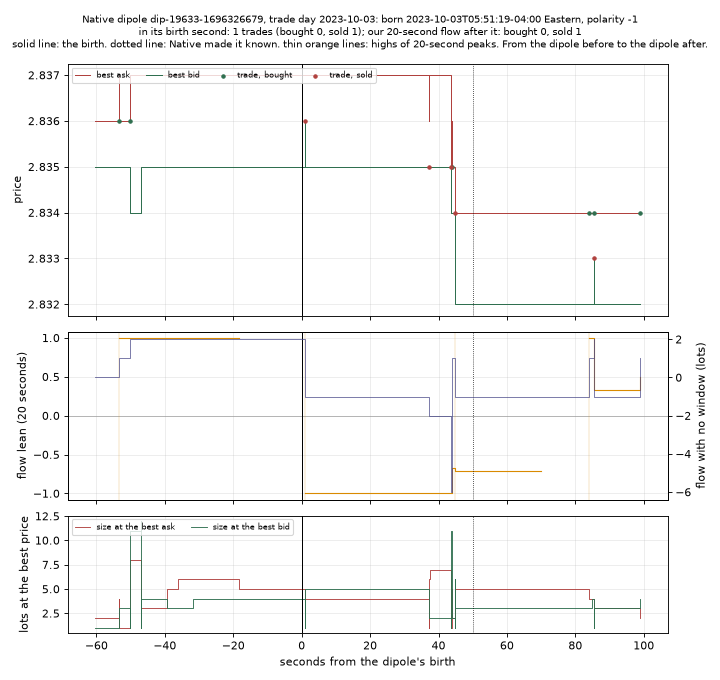 Native dipole dip-19633-1696326679, trade day 2023-10-03: born 2023-10-03T05:51:19-04:00 Eastern, polarity -1
in its birth second: 1 trades (bought 0, sold 1); our 20-second flow after it: bought 0, sold 1
solid line: the birth. dotted line: Native made it known. thin orange lines: highs of 20-second peaks. From the dipole before to the dipole after.
best ask
best bid
trade, bought
trade, sold
2.837
2.836
2.835
2.834
2.833
2.832
price
1.0
0.5
0.0
−0.5
−1.0
flow lean (20 seconds)
2
0
−2
−4
−6
flow with no window (lots)
size at the best ask
size at the best bid
12.5
10.0
7.5
5.0
2.5
lots at the best price
−60
−40
−20
0
20
40
60
80
100
seconds from the dipole's birth